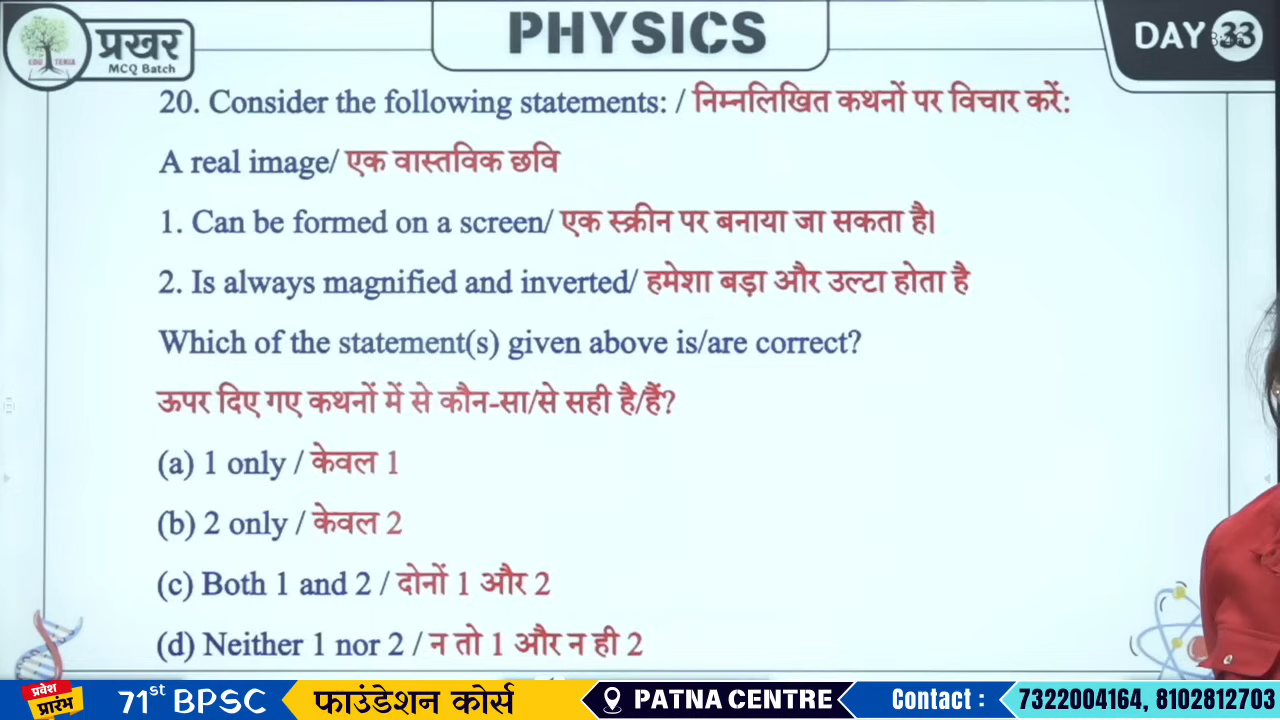 प्रखर
MCQ Batch
EDU TERIA
PHYSICS
DAY 33
20. Consider the following statements: / निम्नलिखित कथनों पर विचार करें:
A real image/ एक वास्तविक छवि
1. Can be formed on a screen/ एक स्क्रीन पर बनाया जा सकता है।
2. Is always magnified and inverted/ हमेशा बड़ा और उल्टा होता है
Which of the statement(s) given above is/are correct?
ऊपर दिए गए कथनों में से कौन-सा/से सही है/हैं?
(a) 1 only / केवल 1
(b) 2 only / केवल 2
(c) Both 1 and 2 / दोनों 1 और 2
(d) Neither 1 nor 2 / न तो 1 और न ही 2
प्रवेश
प्रारंभ
71st BPSC फाउंडेशन कोर्स PATNA CENTRE Contact : 7322004164, 8102812703